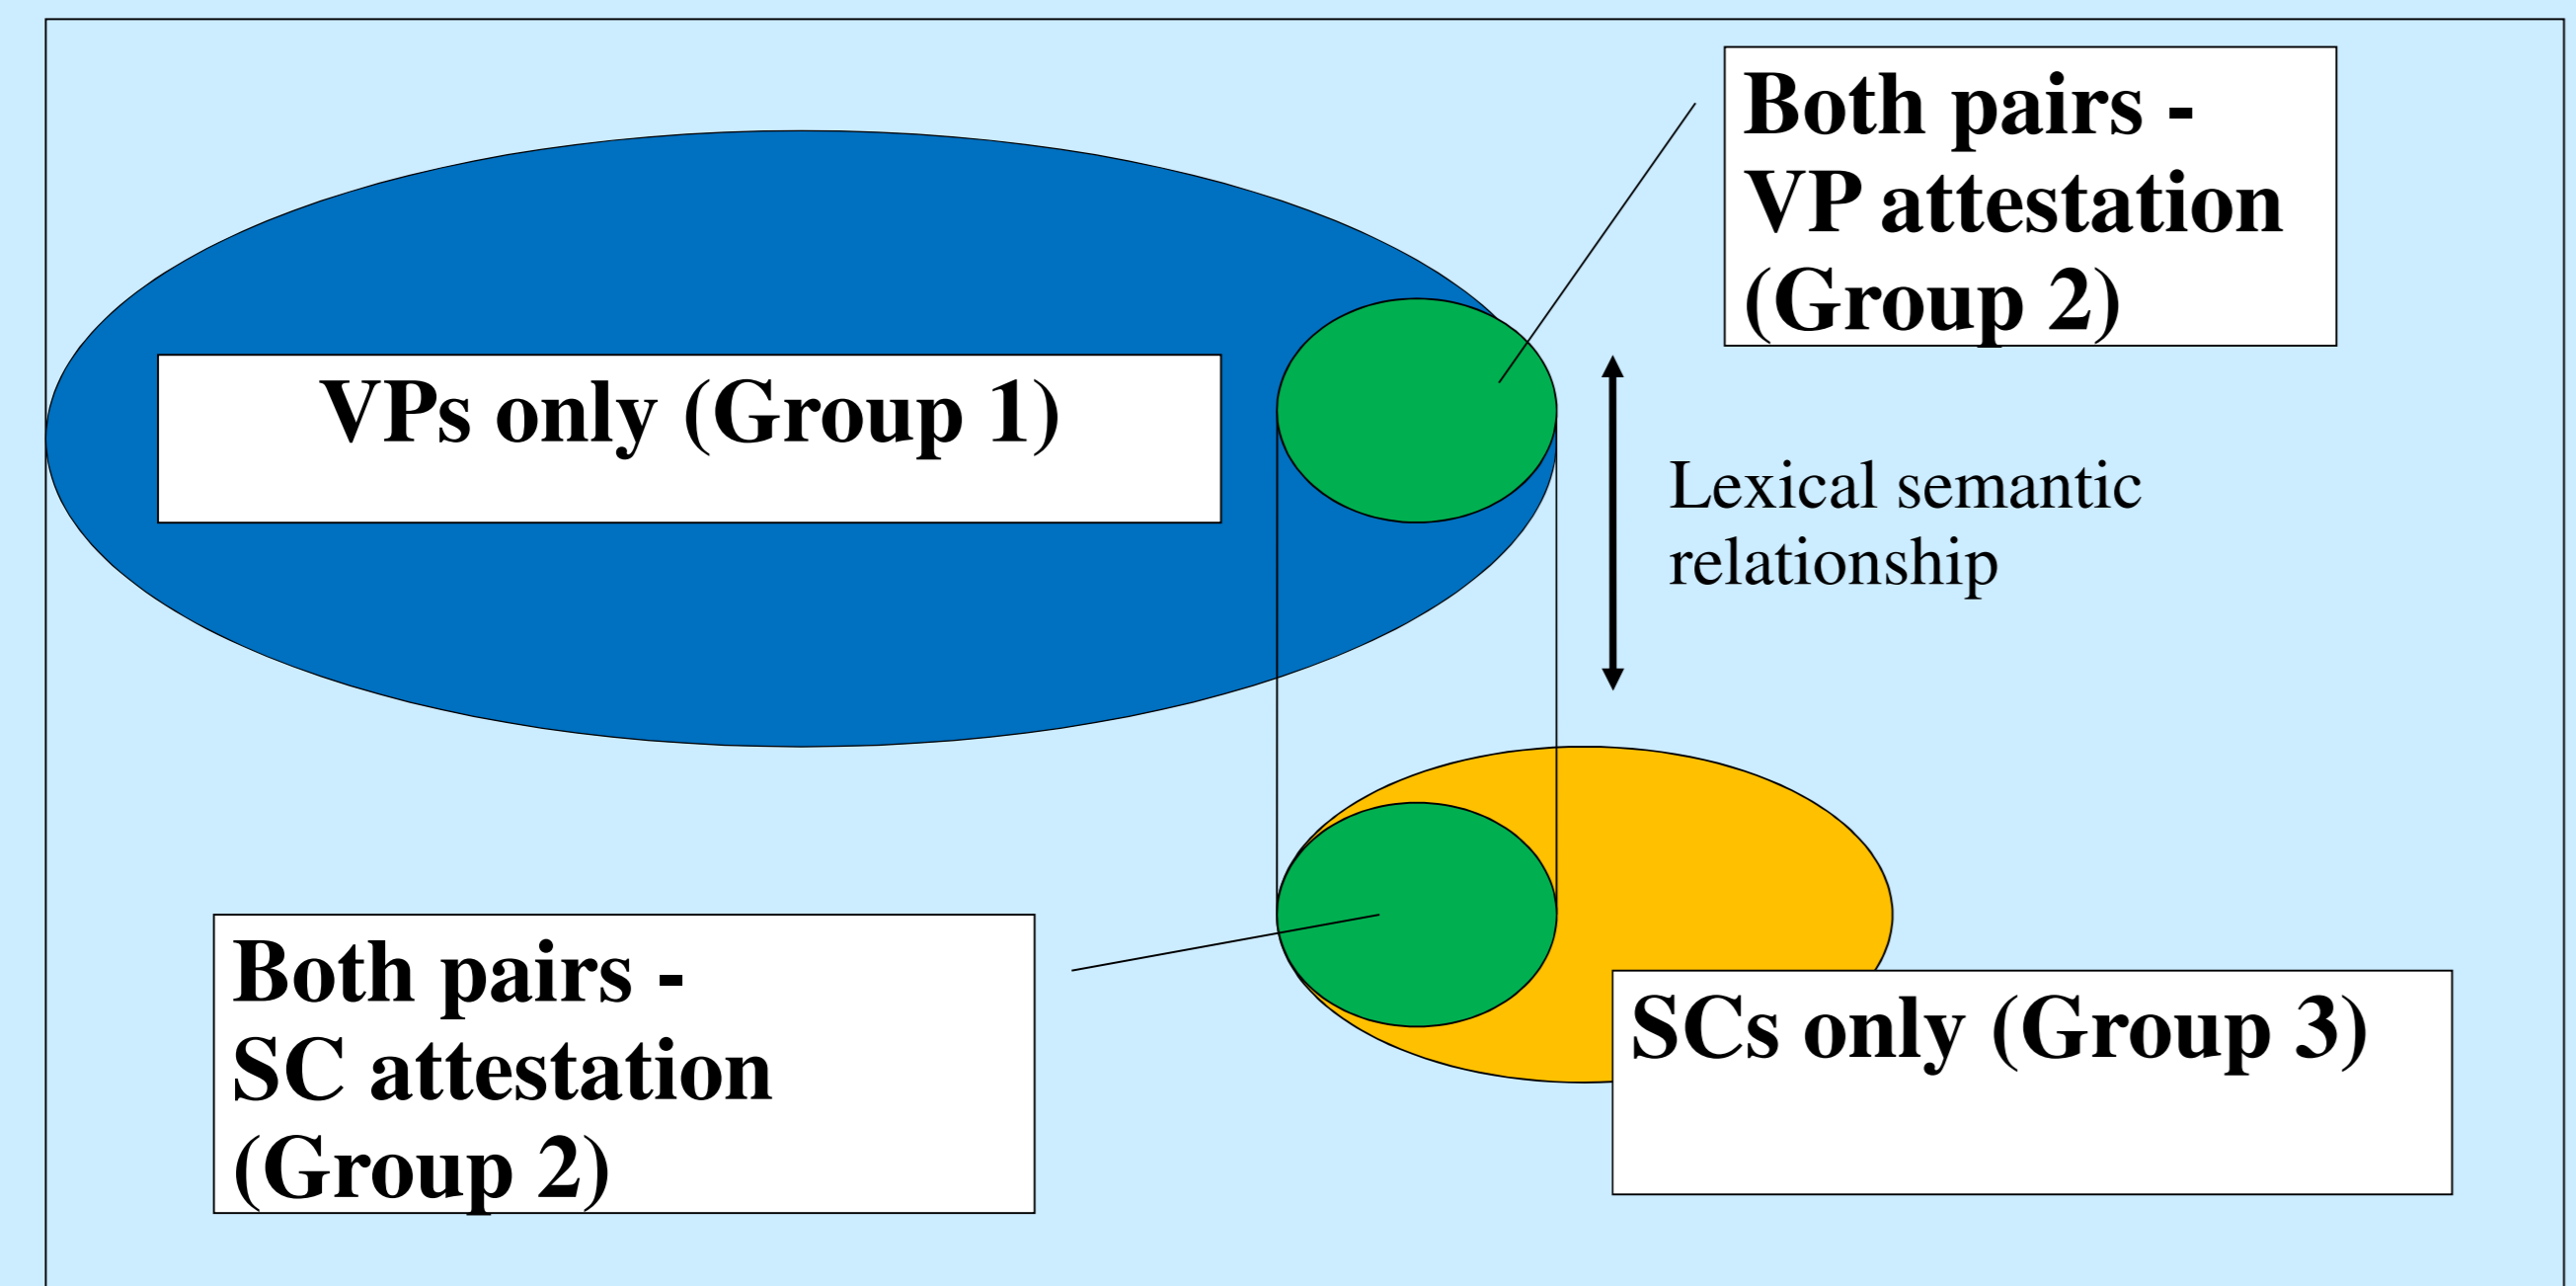 Both pairs -
VP attestation
(Group 2)
VPs only (Group 1)
Lexical semantic
relationship
Both pairs -
SC attestation
(Group 2)
SCs only (Group 3)